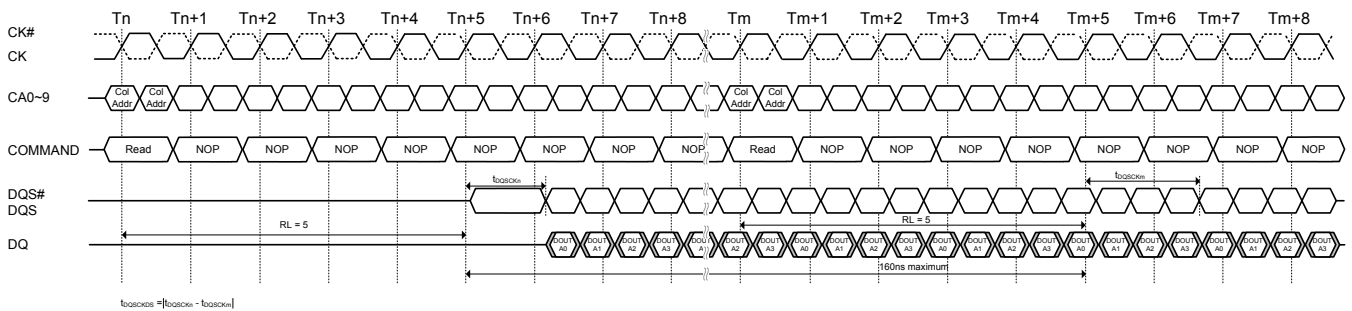 Tn Tn+1 Tn+2 Tn+3 Tn+4 Tn+5 Tn+6 Tn+7 Tn+8 Tm Tm+1 Tm+2 Tm+3 Tm+4 Tm+5 Tm+6 Tm+7 Tm+8
CK#
CK
CA0~9
Col Addr
Col Addr
Col Addr
Col Addr
COMMAND
Read NOP NOP NOP NOP NOP NOP NOP NOP Read NOP NOP NOP NOP NOP NOP NOP NOP
tDQSCKn
tDQSCKm
DQS#
DQS
RL = 5
RL = 5
DQ
DOUT A0 DOUT A1 DOUT A2 DOUT A3 DOUT A2 DOUT A3 DOUT A0 DOUT A1 DOUT A2 DOUT A3 DOUT A0 DOUT A1 DOUT A2 DOUT A3 DOUT A0 DOUT A1 DOUT A2 DOUT A3 DOUT A0 DOUT A1 DOUT A2 DOUT A3
160ns maximum
tDQSCKDS =|tDQSCKn - tDQSCKm|